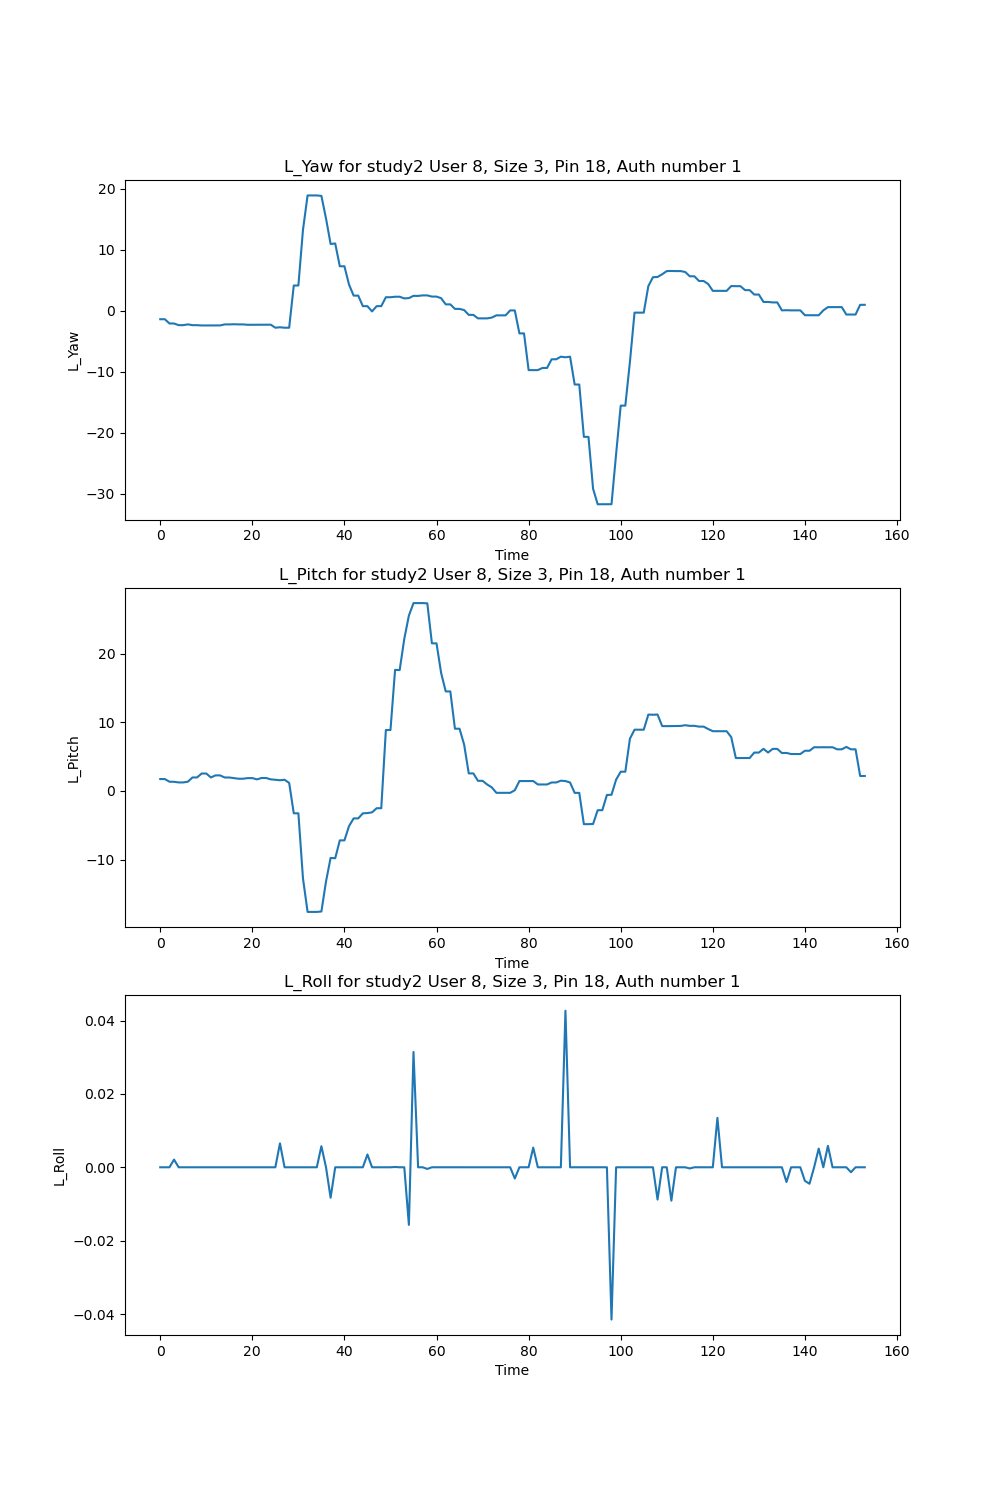 L_Yaw for study2 User 8, Size 3, Pin 18, Auth number 1
20
10
0
−10
−20
−30
L_Yaw
0 20 40 60 80 100 120 140 160
Time
L_Pitch for study2 User 8, Size 3, Pin 18, Auth number 1
20
10
0
−10
L_Pitch
0 20 40 60 80 100 120 140 160
Time
L_Roll for study2 User 8, Size 3, Pin 18, Auth number 1
0.04
0.02
0.00
−0.02
−0.04
L_Roll
0 20 40 60 80 100 120 140 160
Time